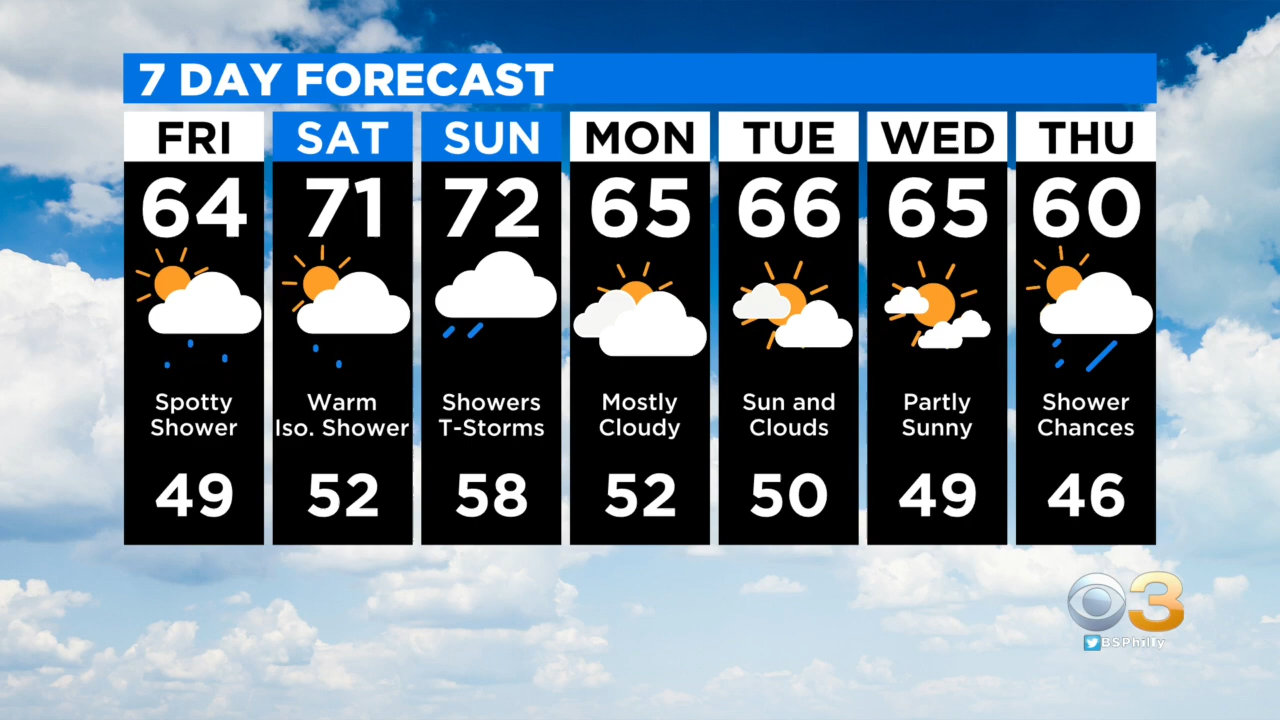 7 DAY FORECAST
FRI SAT SUN MON TUE WED THU
64 71 72 65 66 65 60
Spotty Warm Showers Mostly Sun and Partly Shower
Shower Iso. Shower T-Storms Cloudy Clouds Sunny Chances
49 52 58 52 50 49 46
3
BSPhilly